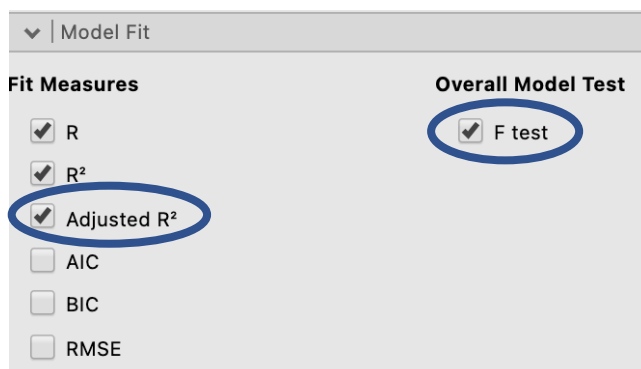 Model Fit
Fit Measures
R
R²
Adjusted R²
AIC
BIC
RMSE
Overall Model Test
F test